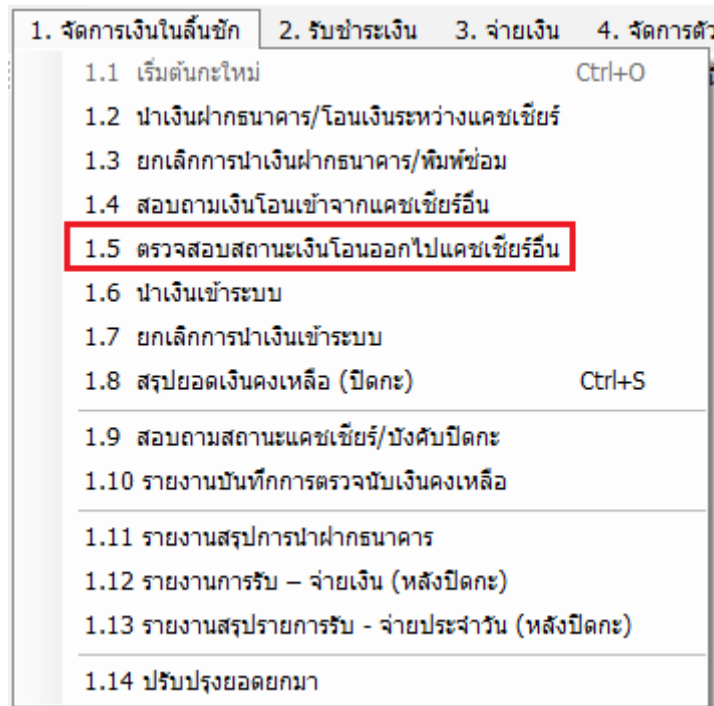 1. จัดการเงินในลิ้นชัก 2. รับชำระเงิน 3. จ่ายเงิน 4. จัดการตั๋ว
1.1 เริ่มต้นกะใหม่ Ctrl+O
1.2 นำเงินฝากธนาคาร/โอนเงินระหว่างแคชเชียร์
1.3 ยกเลิกการนำเงินฝากธนาคาร/พิมพ์ซ่อม
1.4 สอบถามเงินโอนเข้าจากแคชเชียร์อื่น
1.5 ตรวจสอบสถานะเงินโอนออกไปแคชเชียร์อื่น
1.6 นำเงินเข้าระบบ
1.7 ยกเลิกการนำเงินเข้าระบบ
1.8 สรุปยอดเงินคงเหลือ (ปิดกะ) Ctrl+S
1.9 สอบถามสถานะแคชเชียร์/บังคับปิดกะ
1.10 รายงานบันทึกการตรวจนับเงินคงเหลือ
1.11 รายงานสรุปการนำฝากธนาคาร
1.12 รายงานการรับ – จ่ายเงิน (หลังปิดกะ)
1.13 รายงานสรุปรายการรับ - จ่ายประจำวัน (หลังปิดกะ)
1.14 ปรับปรุงยอดยกมา